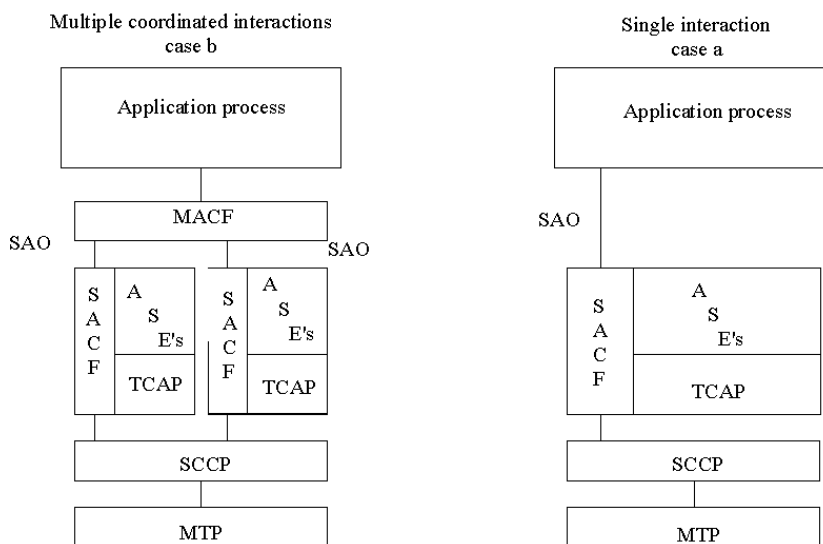 Multiple coordinated interactions
case b
Application process
MACF
SAO
SAO
S
A
C
F
A
S
E's
TCAP
S
A
C
F
A
S
E's
TCAP
SCCP
MTP
Single interaction
case a
Application process
SAO
S
A
C
F
A
S
E's
TCAP
SCCP
MTP